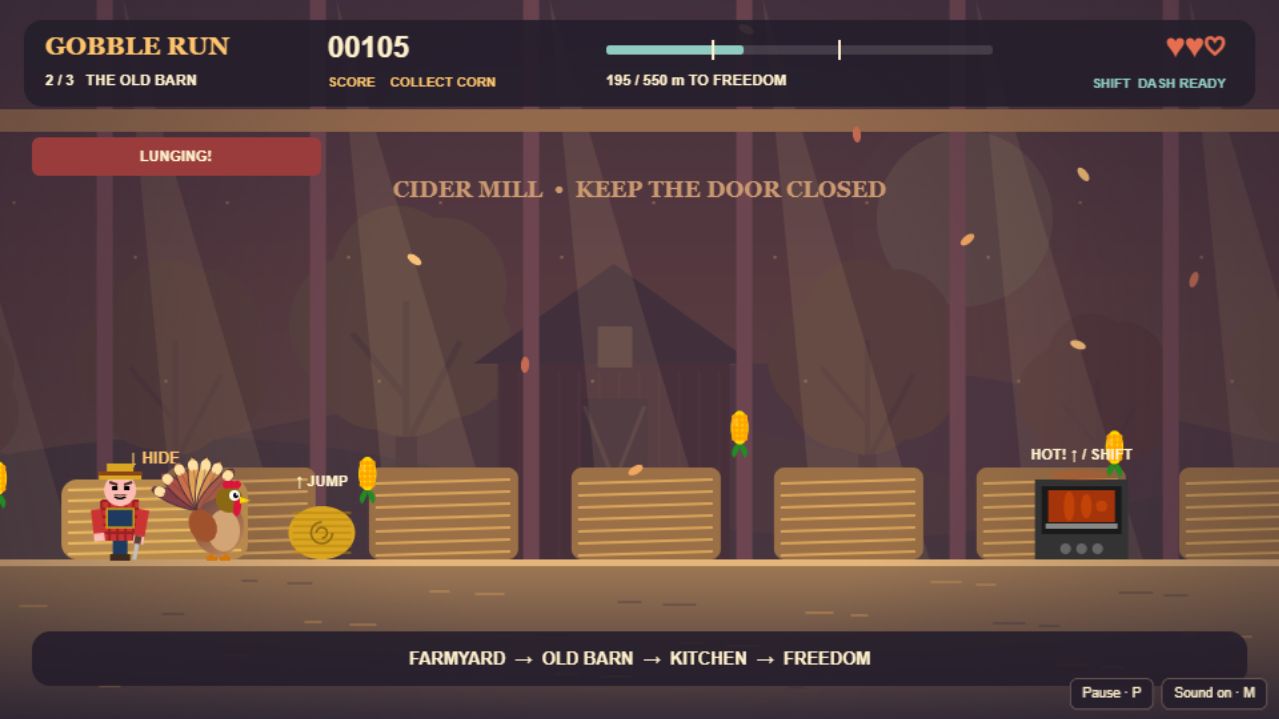 GOBBLE RUN
2 / 3 THE OLD BARN
00105
SCORE COLLECT CORN
195 / 550 m TO FREEDOM
SHIFT DASH READY
LUNGING!
CIDER MILL • KEEP THE DOOR CLOSED
↓ HIDE
↑ JUMP
HOT! ↑ / SHIFT
FARMYARD → OLD BARN → KITCHEN → FREEDOM
Pause · P
Sound on · M